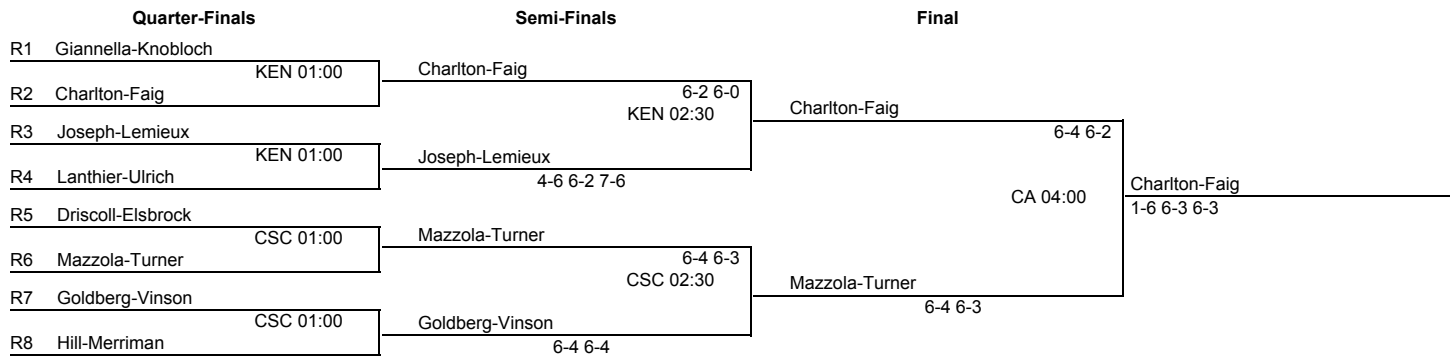 Quarter-Finals Semi-Finals Final
R1 Giannella-Knobloch
KEN 01:00
R2 Charlton-Faig
R3 Joseph-Lemieux
KEN 01:00
R4 Lanthier-Ulrich
R5 Driscoll-Elsbrock
CSC 01:00
R6 Mazzola-Turner
R7 Goldberg-Vinson
CSC 01:00
R8 Hill-Merriman
Charlton-Faig
6-2 6-0
KEN 02:30
Joseph-Lemieux
4-6 6-2 7-6
Mazzola-Turner
6-4 6-3
CSC 02:30
Goldberg-Vinson
6-4 6-4
Charlton-Faig
6-4 6-2
CA 04:00
Mazzola-Turner
6-4 6-3
Charlton-Faig
1-6 6-3 6-3